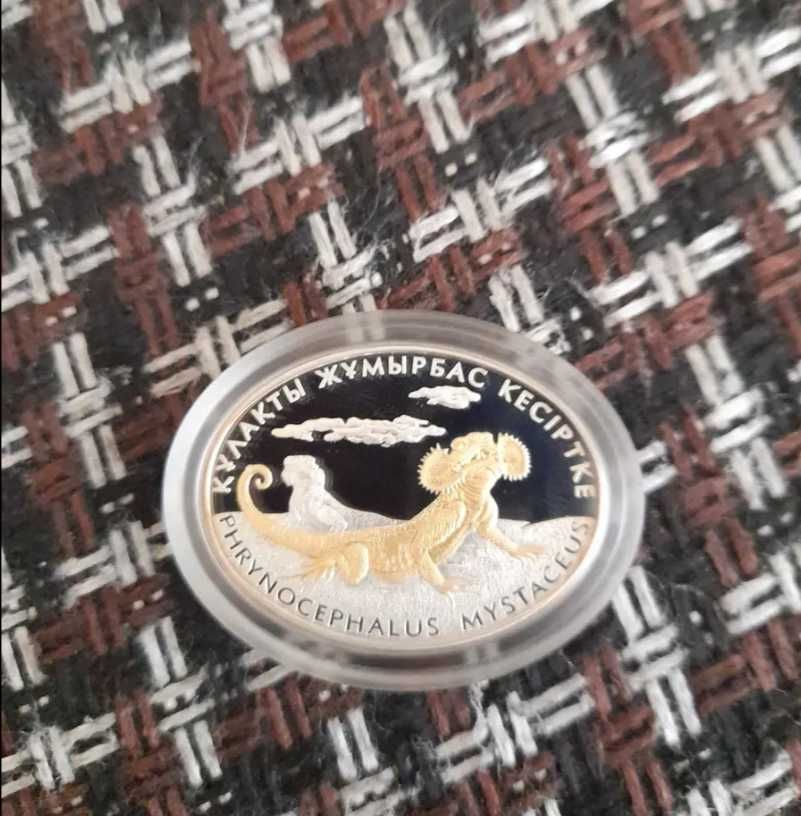 ҚҰЛАҚТЫ ЖҰМЫРБАС КЕСІРТКЕ
PHRYNOCEPHALUS MYSTACEUS